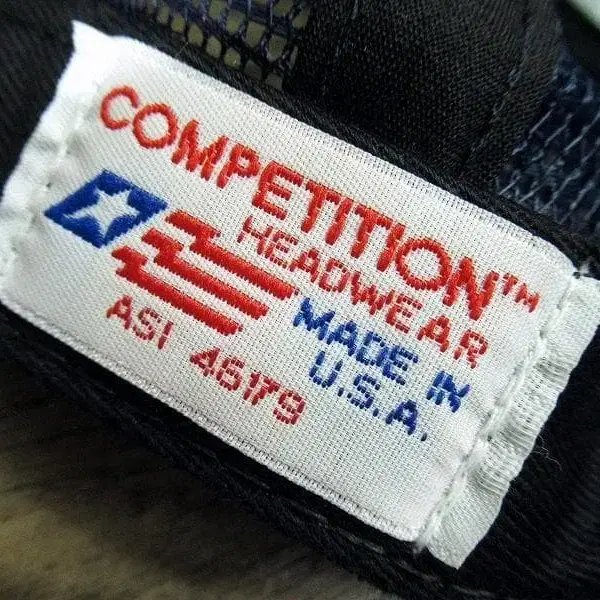 COMPETITION™
HEADWEAR
MADE IN
U.S.A.
ASI 46179